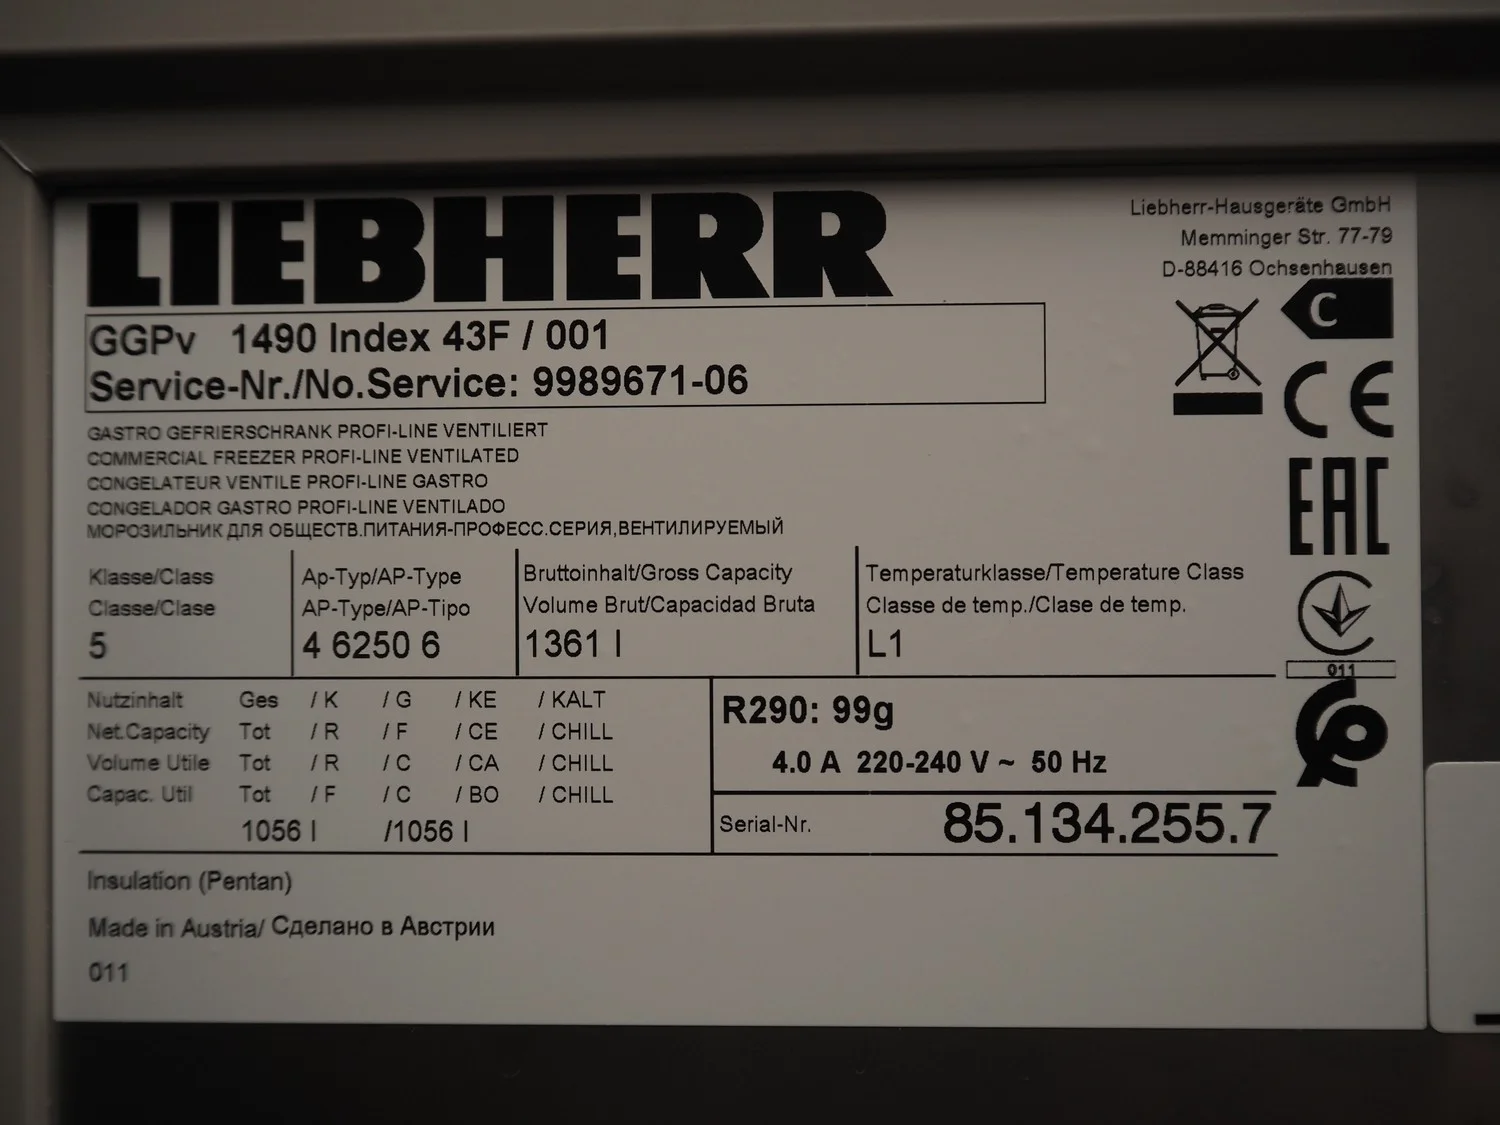 LIEBHERR
Liebherr-Hausgeräte GmbH
Memminger Str. 77-79
D-88416 Ochsenhausen
C
CE
EAC
011
GGPv 1490 Index 43F / 001
Service-Nr./No.Service: 9989671-06
GASTRO GEFRIERSCHRANK PROFI-LINE VENTILIERT
COMMERCIAL FREEZER PROFI-LINE VENTILATED
CONGELATEUR VENTILE PROFI-LINE GASTRO
CONGELADOR GASTRO PROFI-LINE VENTILADO
МОРОЗИЛЬНИК ДЛЯ ОБЩЕСТВ.ПИТАНИЯ-ПРОФЕСС.СЕРИЯ,ВЕНТИЛИРУЕМЫЙ
Klasse/Class
Classe/Clase
5
Ap-Typ/AP-Type
AP-Type/AP-Tipo
4 6250 6
Bruttoinhalt/Gross Capacity
Volume Brut/Capacidad Bruta
1361 l
Temperaturklasse/Temperature Class
Classe de temp./Clase de temp.
L1
Nutzinhalt Ges / K / G / KE / KALT
Net.Capacity Tot / R / F / CE / CHILL
Volume Utile Tot / R / C / CA / CHILL
Capac. Util Tot / F / C / BO / CHILL
1056 l /1056 l
R290: 99g
4.0 A 220-240 V ~ 50 Hz
Serial-Nr. 85.134.255.7
Insulation (Pentan)
Made in Austria/ Сделано в Австрии
011